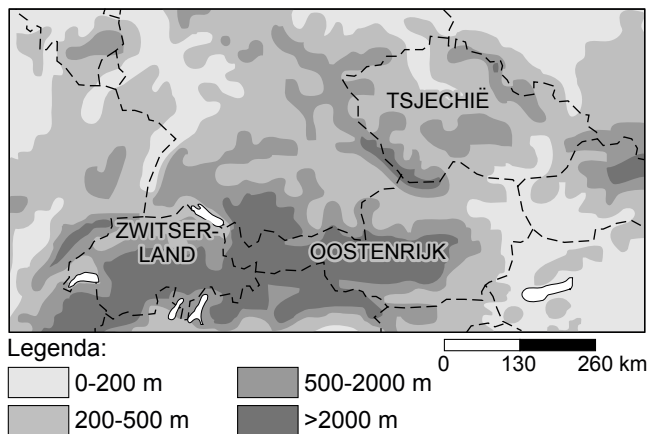 TSJECHIË
ZWITSER-
LAND
OOSTENRIJK
Legenda:
0-200 m
200-500 m
500-2000 m
>2000 m
0 130 260 km